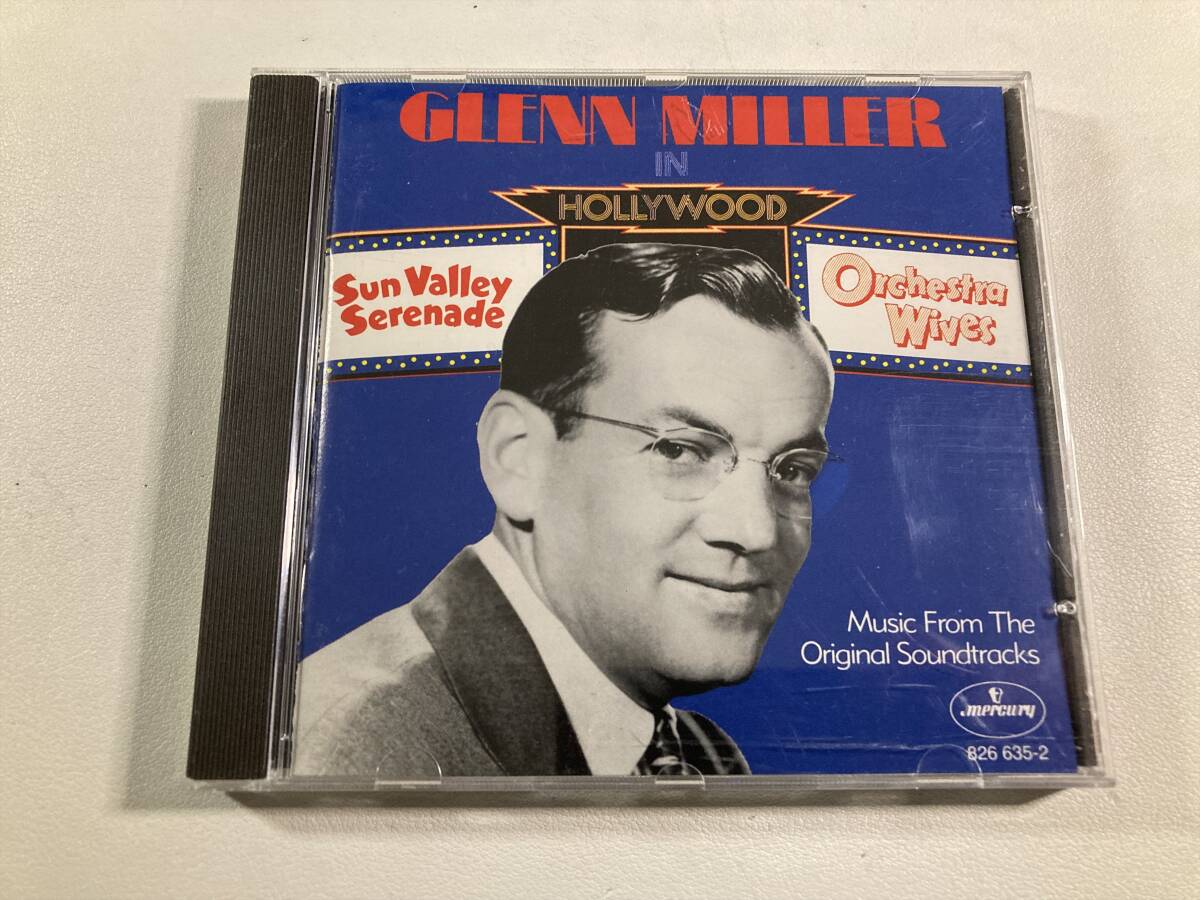 GLENN MILLER
IN
HOLLYWOOD
Sun Valley
Serenade
Orchestra
Wives
Music From The
Original Soundtracks
mercury
826 635-2